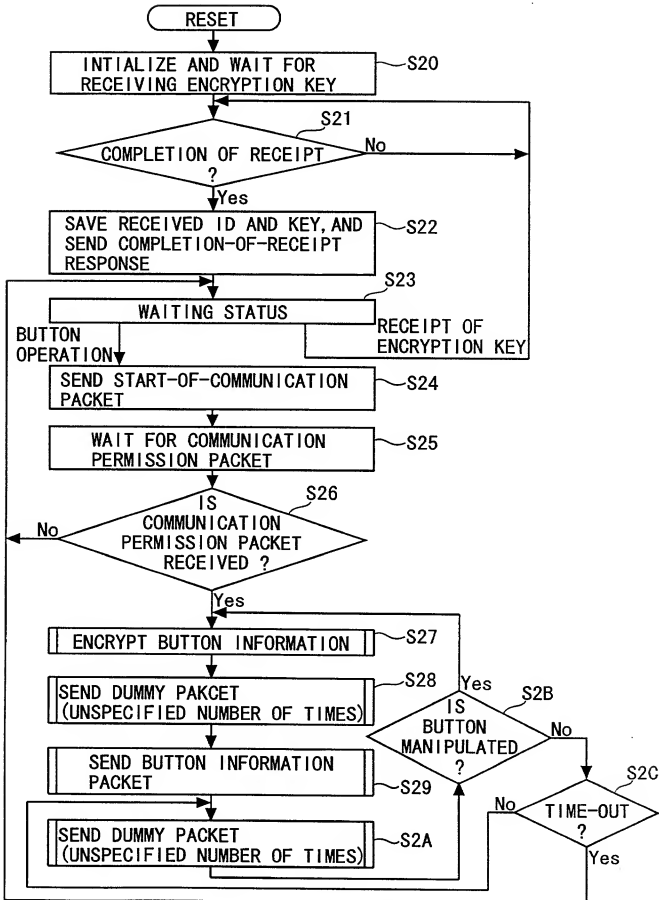 RESET
INTIALIZE AND WAIT FOR
RECEIVING ENCRYPTION KEY
S20
S21
COMPLETION OF RECEIPT
?
No
Yes
SAVE RECEIVED ID AND KEY, AND
SEND COMPLETION-OF-RECEIPT
RESPONSE
S22
S23
WAITING STATUS
BUTTON
OPERATION
RECEIPT OF
ENCRYPTION KEY
SEND START-OF-COMMUNICATION
PACKET
S24
WAIT FOR COMMUNICATION
PERMISSION PACKET
S25
S26
IS
COMMUNICATION
PERMISSION PACKET
RECEIVED ?
No
Yes
ENCRYPT BUTTON INFORMATION
S27
SEND DUMMY PAKCET
(UNSPECIFIED NUMBER OF TIMES)
S28
SEND BUTTON INFORMATION
PACKET
S29
SEND DUMMY PACKET
(UNSPECIFIED NUMBER OF TIMES)
S2A
Yes
S2B
IS
BUTTON
MANIPULATED
?
No
S2C
No
TIME-OUT
?
Yes